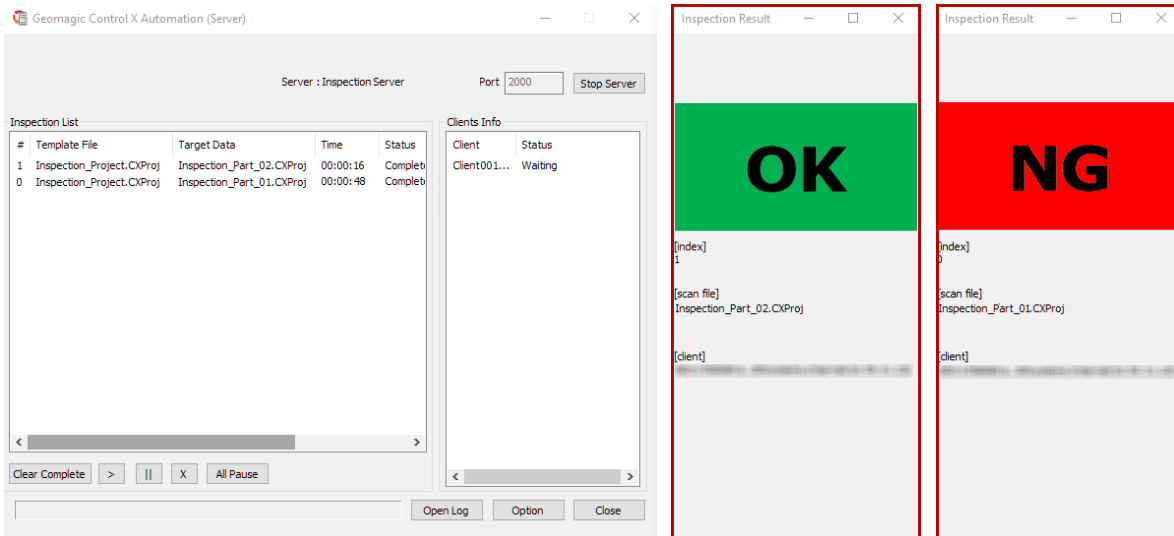 Geomagic Control X Automation (Server)
Server : Inspection Server Port 2000 Stop Server
Inspection List
# Template File Target Data Time Status
1 Inspection_Project.CXProj Inspection_Part_02.CXProj 00:00:16 Complet
0 Inspection_Project.CXProj Inspection_Part_01.CXProj 00:00:48 Complet
Clear Complete > || X All Pause
Clients Info
Client Status
Client001... Waiting
Open Log Option Close
Inspection Result
OK
[index]
1
[scan file]
Inspection_Part_02.CXProj
[client]
Inspection Result
NG
[index]
0
[scan file]
Inspection_Part_01.CXProj
[client]